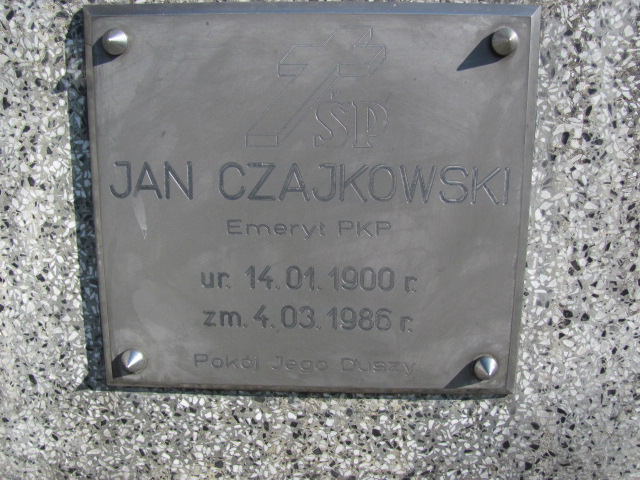 ŚP
JAN CZAJKOWSKI
Emeryt PKP
ur. 14.01.1900 r.
zm. 4.03.1986 r.
Pokój Jego Duszy